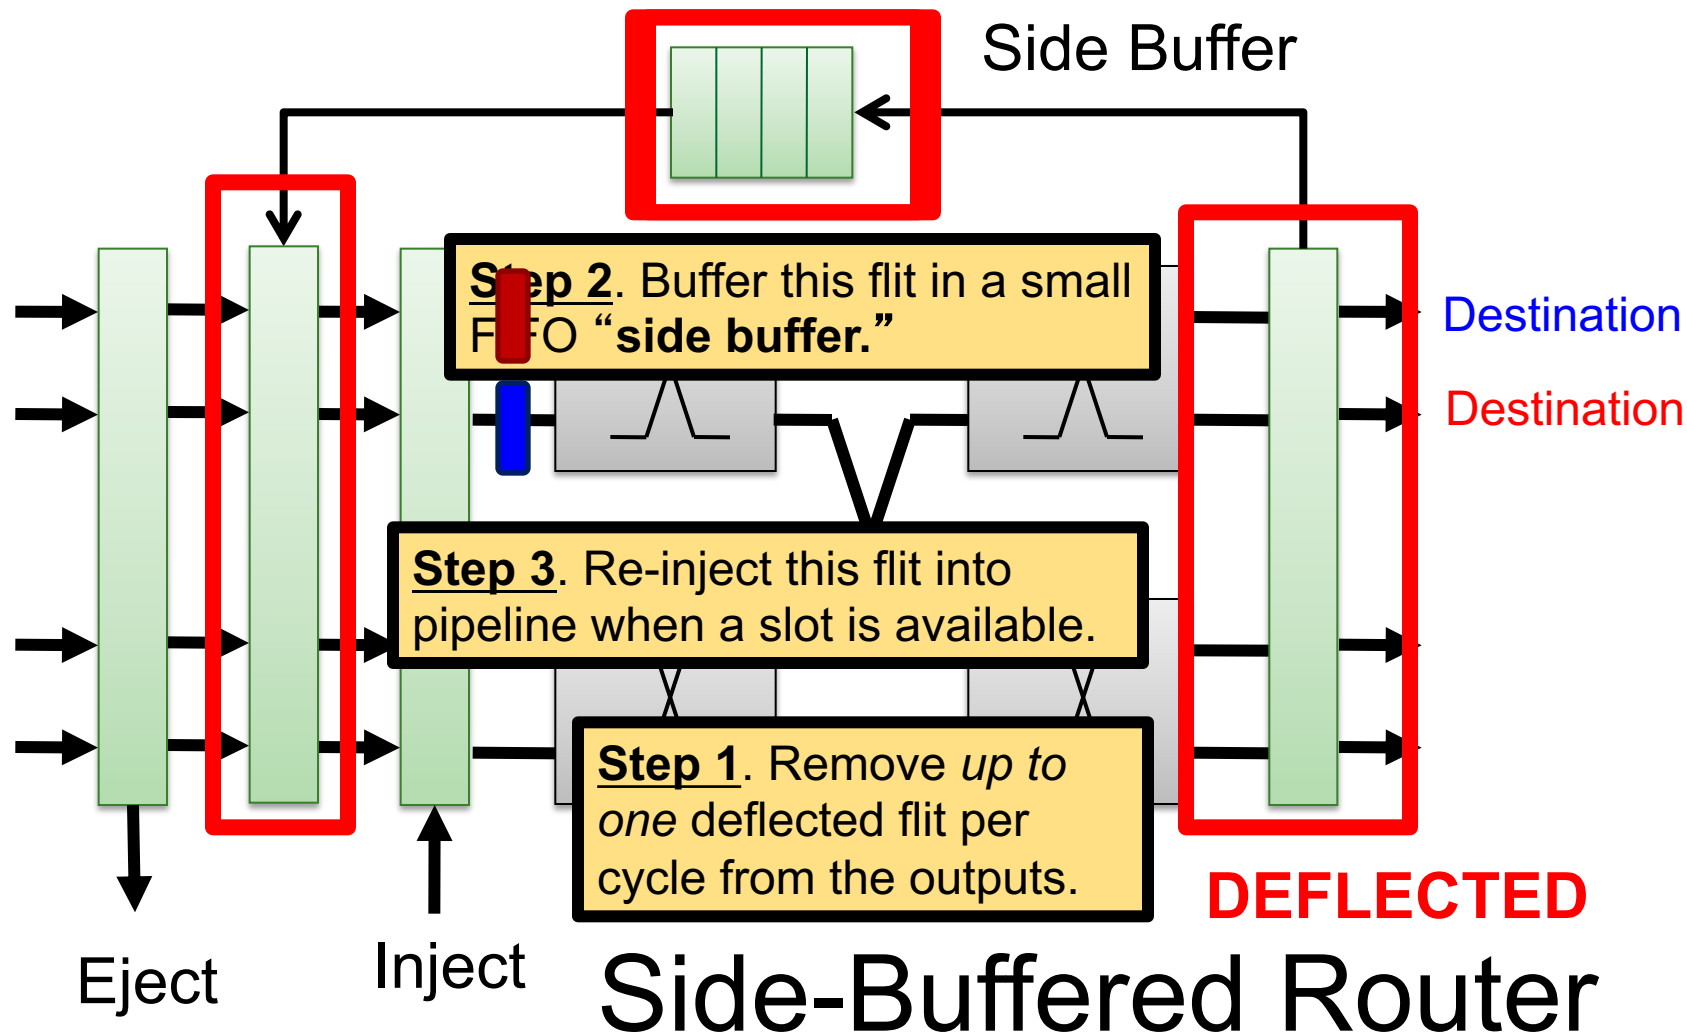 Side Buffer
Step 2. Buffer this flit in a small
FIFO “side buffer.”
Destination
Destination
Step 3. Re-inject this flit into
pipeline when a slot is available.
Step 1. Remove up to
one deflected flit per
cycle from the outputs.
DEFLECTED
Eject
Inject
Side-Buffered Router